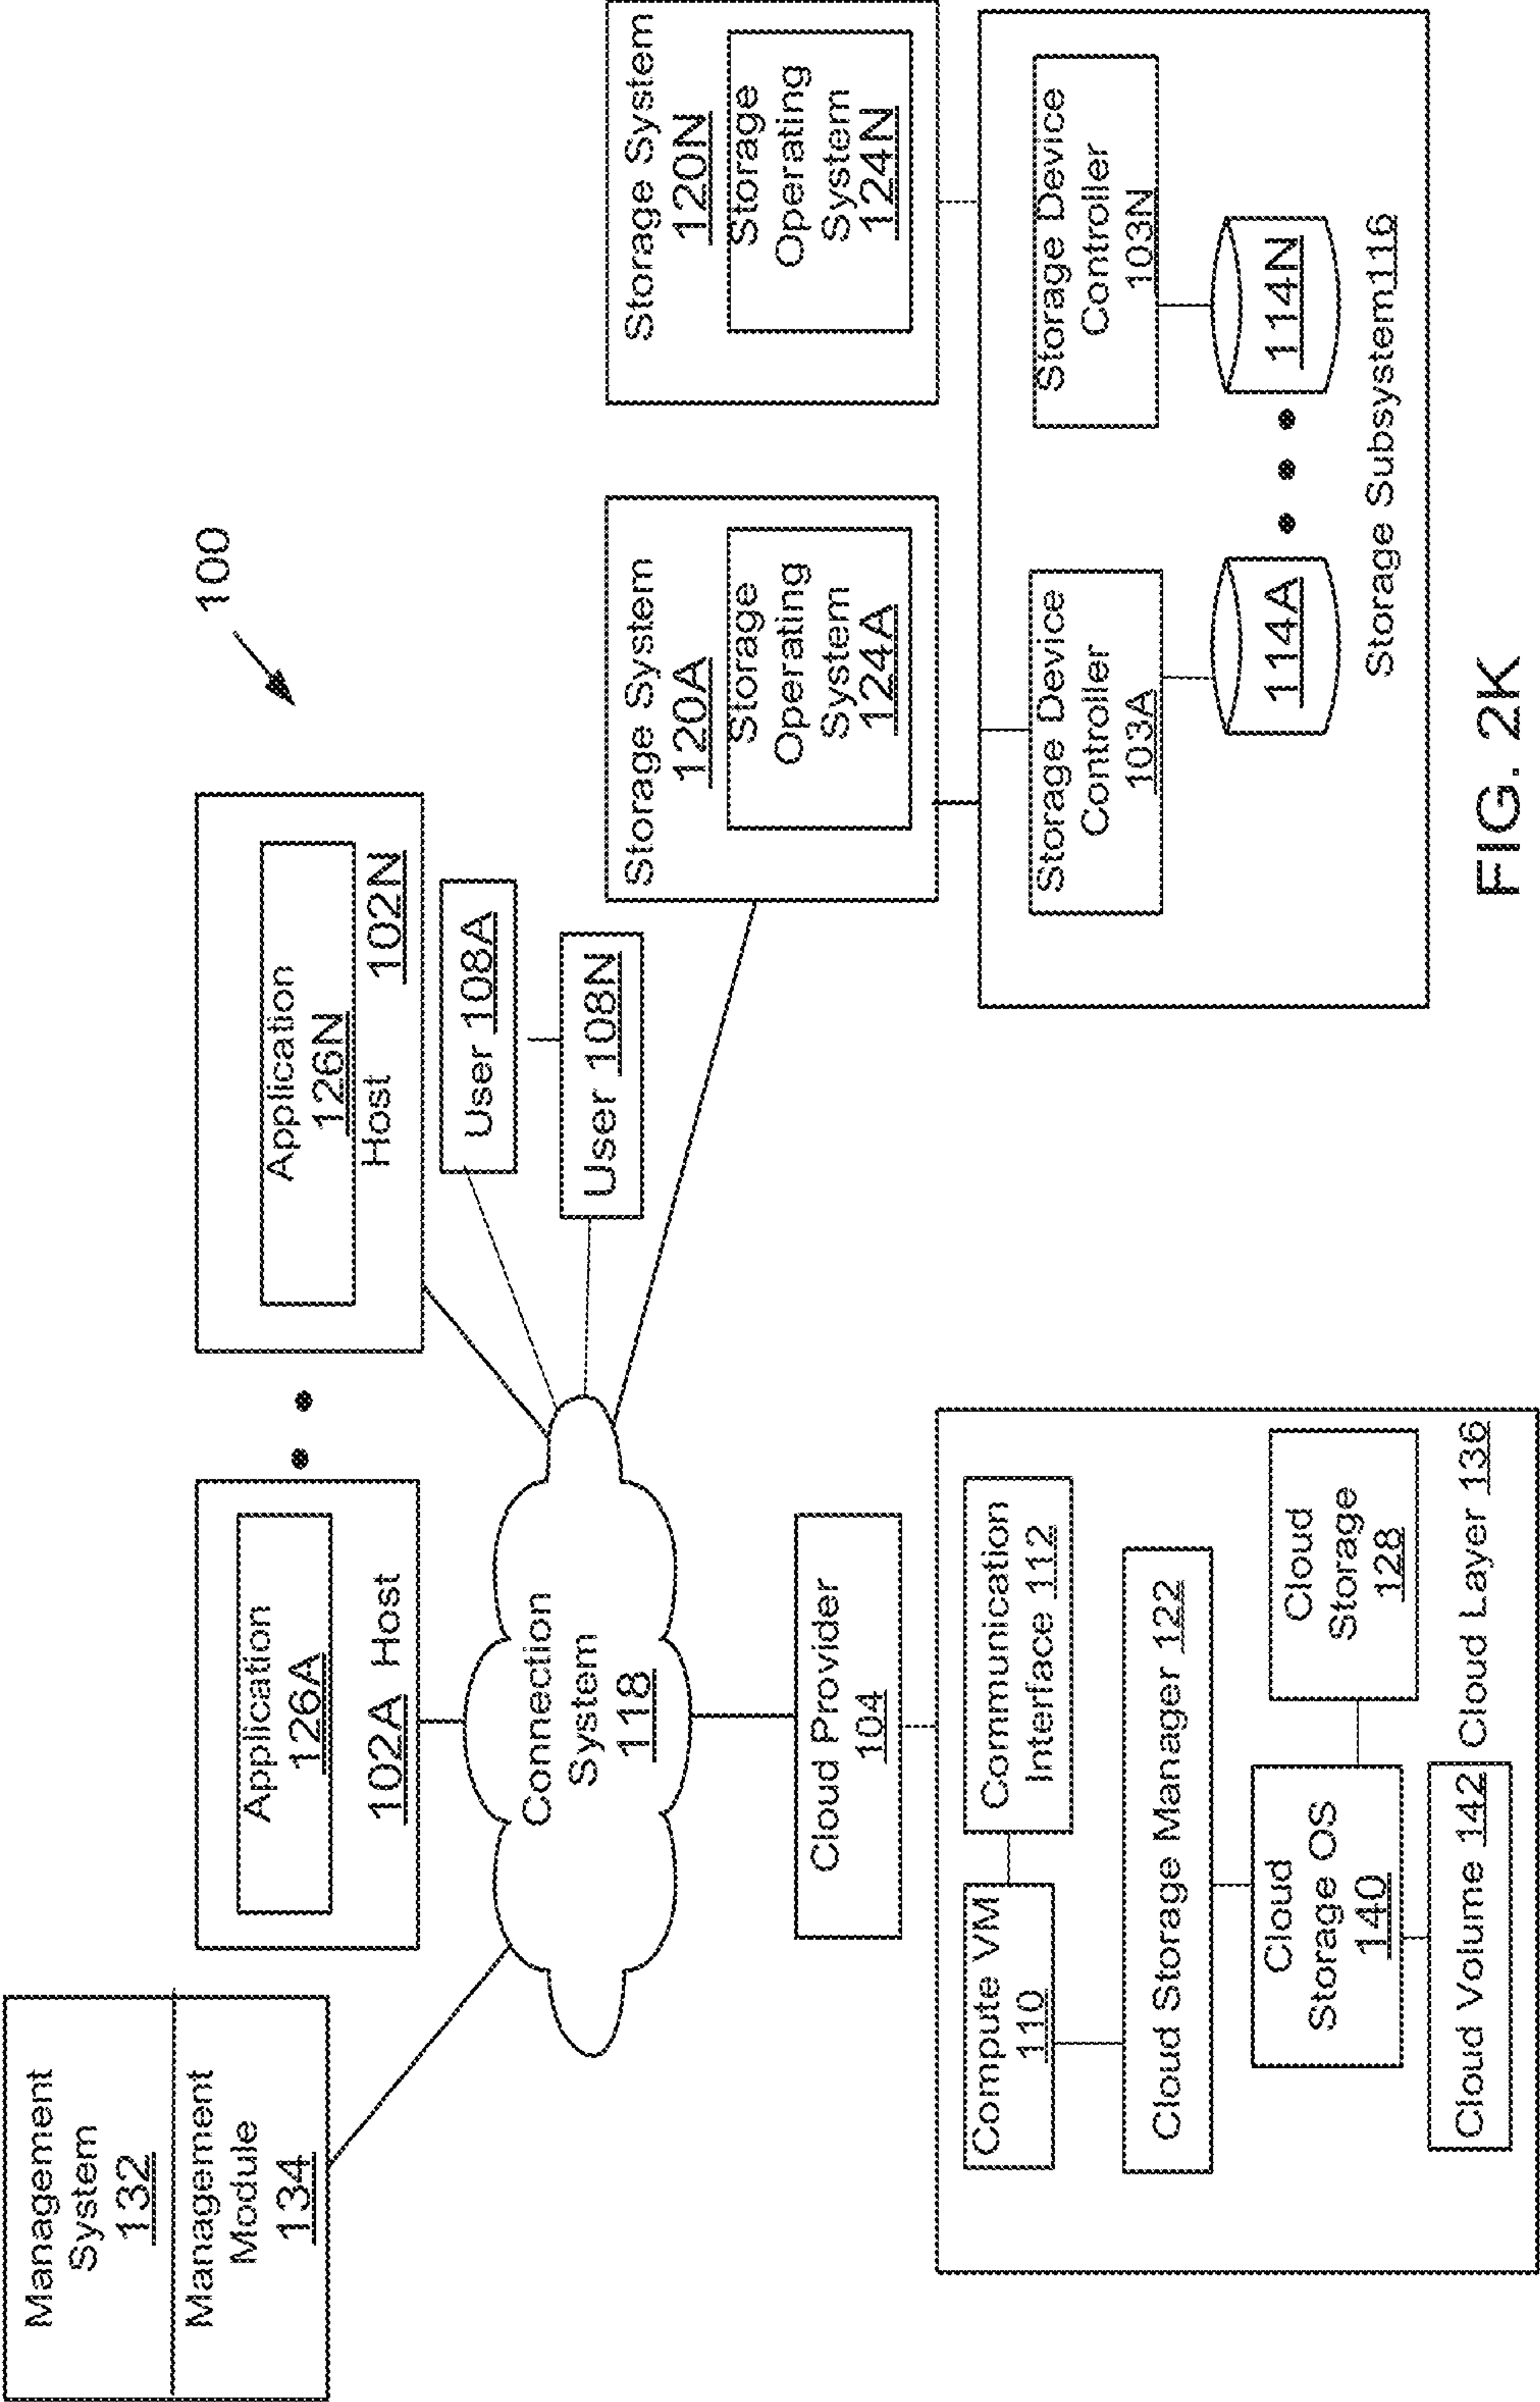 100
Management
System
132
Management
Module
134
Application
126A
102A Host
Application
126N
Host 102N
User 108A
User 108N
Connection
System
118
Cloud Provider
104
Storage System
120A
Storage
Operating
System
124A
Storage System
120N
Storage
Operating
System
124N
Compute VM
110
Communication
Interface 112
Cloud Storage Manager 122
Cloud
Storage OS
140
Cloud
Storage
128
Cloud Volume 142
Cloud Layer 136
Storage Device
Controller
103A
Storage Device
Controller
103N
114A
114N
Storage Subsystem116
FIG. 2K